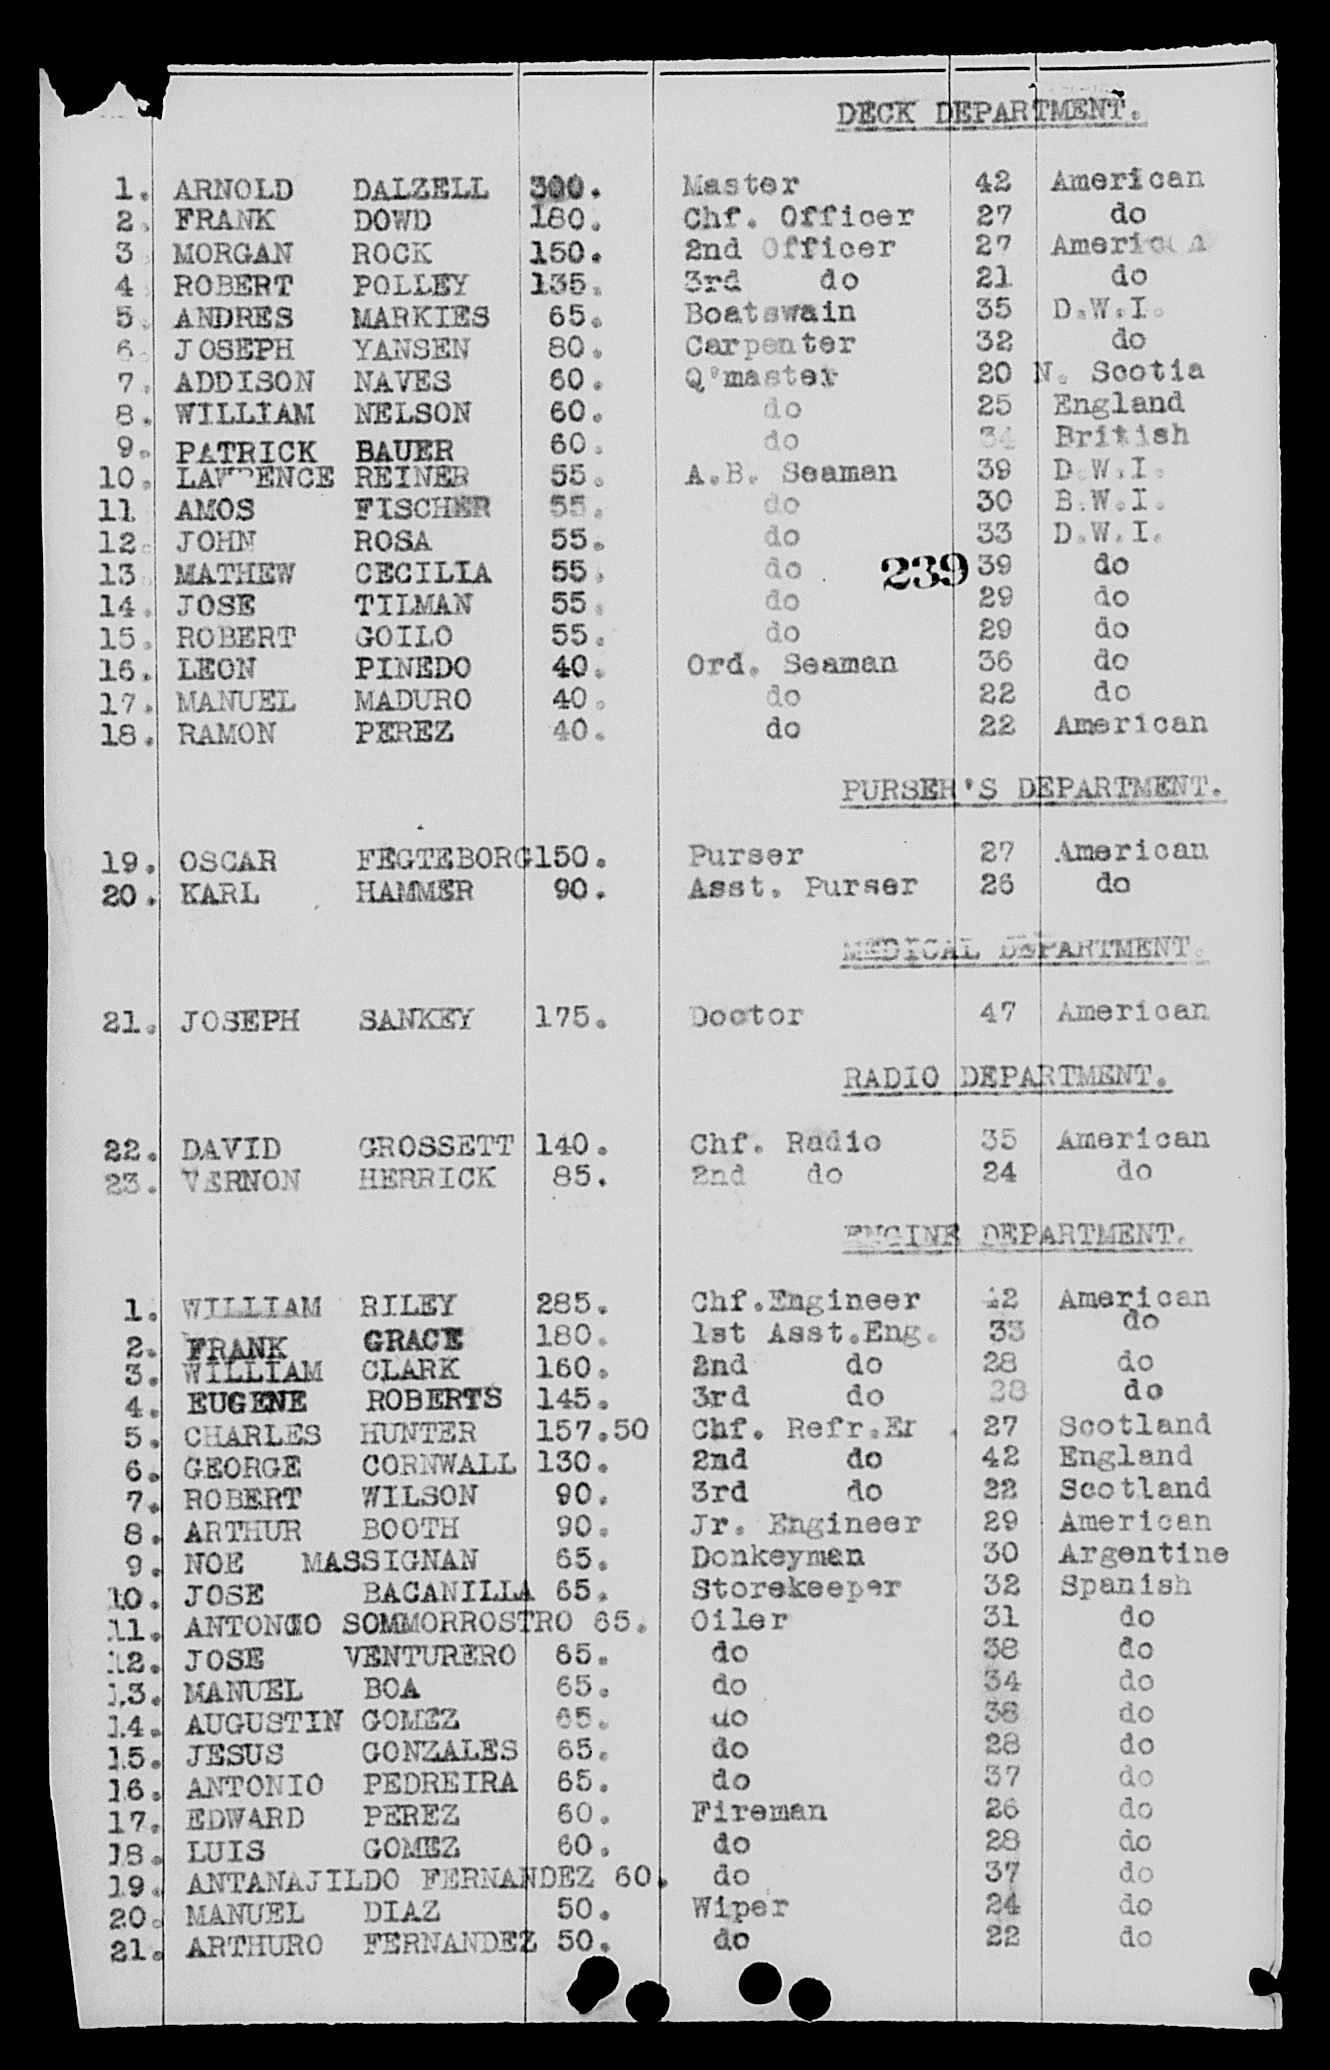 DECK DEPARTMENT.
1. ARNOLD DALZELL 300. Master 42 American
2. FRANK DOWD 180. Chf. Officer 27 do
3 MORGAN ROCK 150. 2nd Officer 27 American
4 ROBERT POLLEY 135. 3rd do 21 do
5. ANDRES MARKIES 65. Boatswain 35 D.W.I.
6. JOSEPH YANSEN 80. Carpenter 32 do
7. ADDISON NAVES 60. Q'master 20 N. Scotia
8. WILLIAM NELSON 60. do 25 England
9. PATRICK BAUER 60. do 34 British
10. LAWRENCE REINER 55. A.B. Seaman 39 D.W.I.
11 AMOS FISCHER 55. do 30 B.W.I.
12. JOHN ROSA 55. do 33 D.W.I.
13 MATHEW CECILIA 55. do 239 39 do
14. JOSE TILMAN 55. do 29 do
15. ROBERT GOILO 55. do 29 do
16. LEON PINEDO 40. Ord. Seaman 36 do
17. MANUEL MADURO 40. do 22 do
18. RAMON PEREZ 40. do 22 American
PURSER'S DEPARTMENT.
19. OSCAR FEGTEBORG 150. Purser 27 American
20. KARL HAMMER 90. Asst. Purser 26 do
MEDICAL DEPARTMENT.
21. JOSEPH SANKEY 175. Doctor 47 American
RADIO DEPARTMENT.
22. DAVID GROSSETT 140. Chf. Radio 35 American
23. VERNON HERRICK 85. 2nd do 24 do
ENGINE DEPARTMENT.
1. WILLIAM RILEY 285. Chf.Engineer 42 American
2. FRANK GRACE 180. 1st Asst.Eng. 33 do
3. WILLIAM CLARK 160. 2nd do 28 do
4. EUGENE ROBERTS 145. 3rd do 28 do
5. CHARLES HUNTER 157.50 Chf. Refr. 27 Scotland
6. GEORGE CORNWALL 130. 2nd do 42 England
7. ROBERT WILSON 90. 3rd do 22 Scotland
8. ARTHUR BOOTH 90. Jr. Engineer 29 American
9. NOE MASSIGNAN 65. Donkeyman 30 Argentine
10. JOSE BACANILLA 65. Storekeeper 32 Spanish
11. ANTONIO SOMMORROSTRO 65. Oiler 31 do
12. JOSE VENTURERO 65. do 38 do
13. MANUEL BOA 65. do 34 do
14. AUGUSTIN GOMEZ 65. do 38 do
15. JESUS GONZALES 65. do 28 do
16. ANTONIO PEDREIRA 65. do 37 do
17. EDWARD PEREZ 60. Fireman 26 do
18. LUIS GOMEZ 60. do 28 do
19. ANTANAJILDO FERNANDEZ 60. do 37 do
20. MANUEL DIAZ 50. Wiper 24 do
21. ARTHURO FERNANDEZ 50. do 22 do